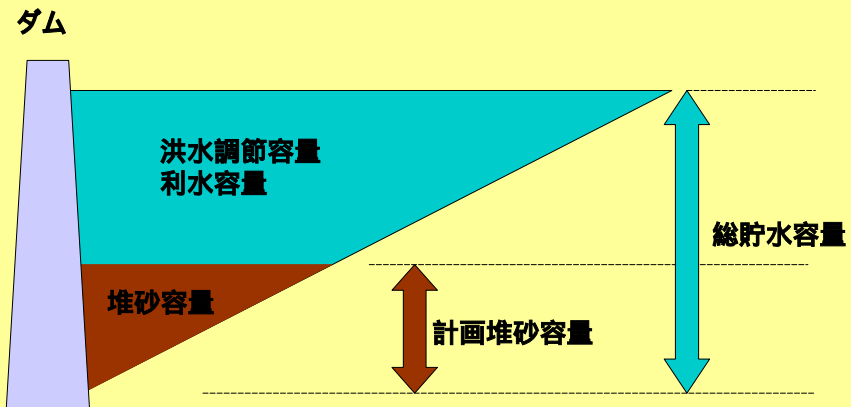 ダム
洪水調節容量
利水容量
総貯水容量
堆砂容量
計画堆砂容量